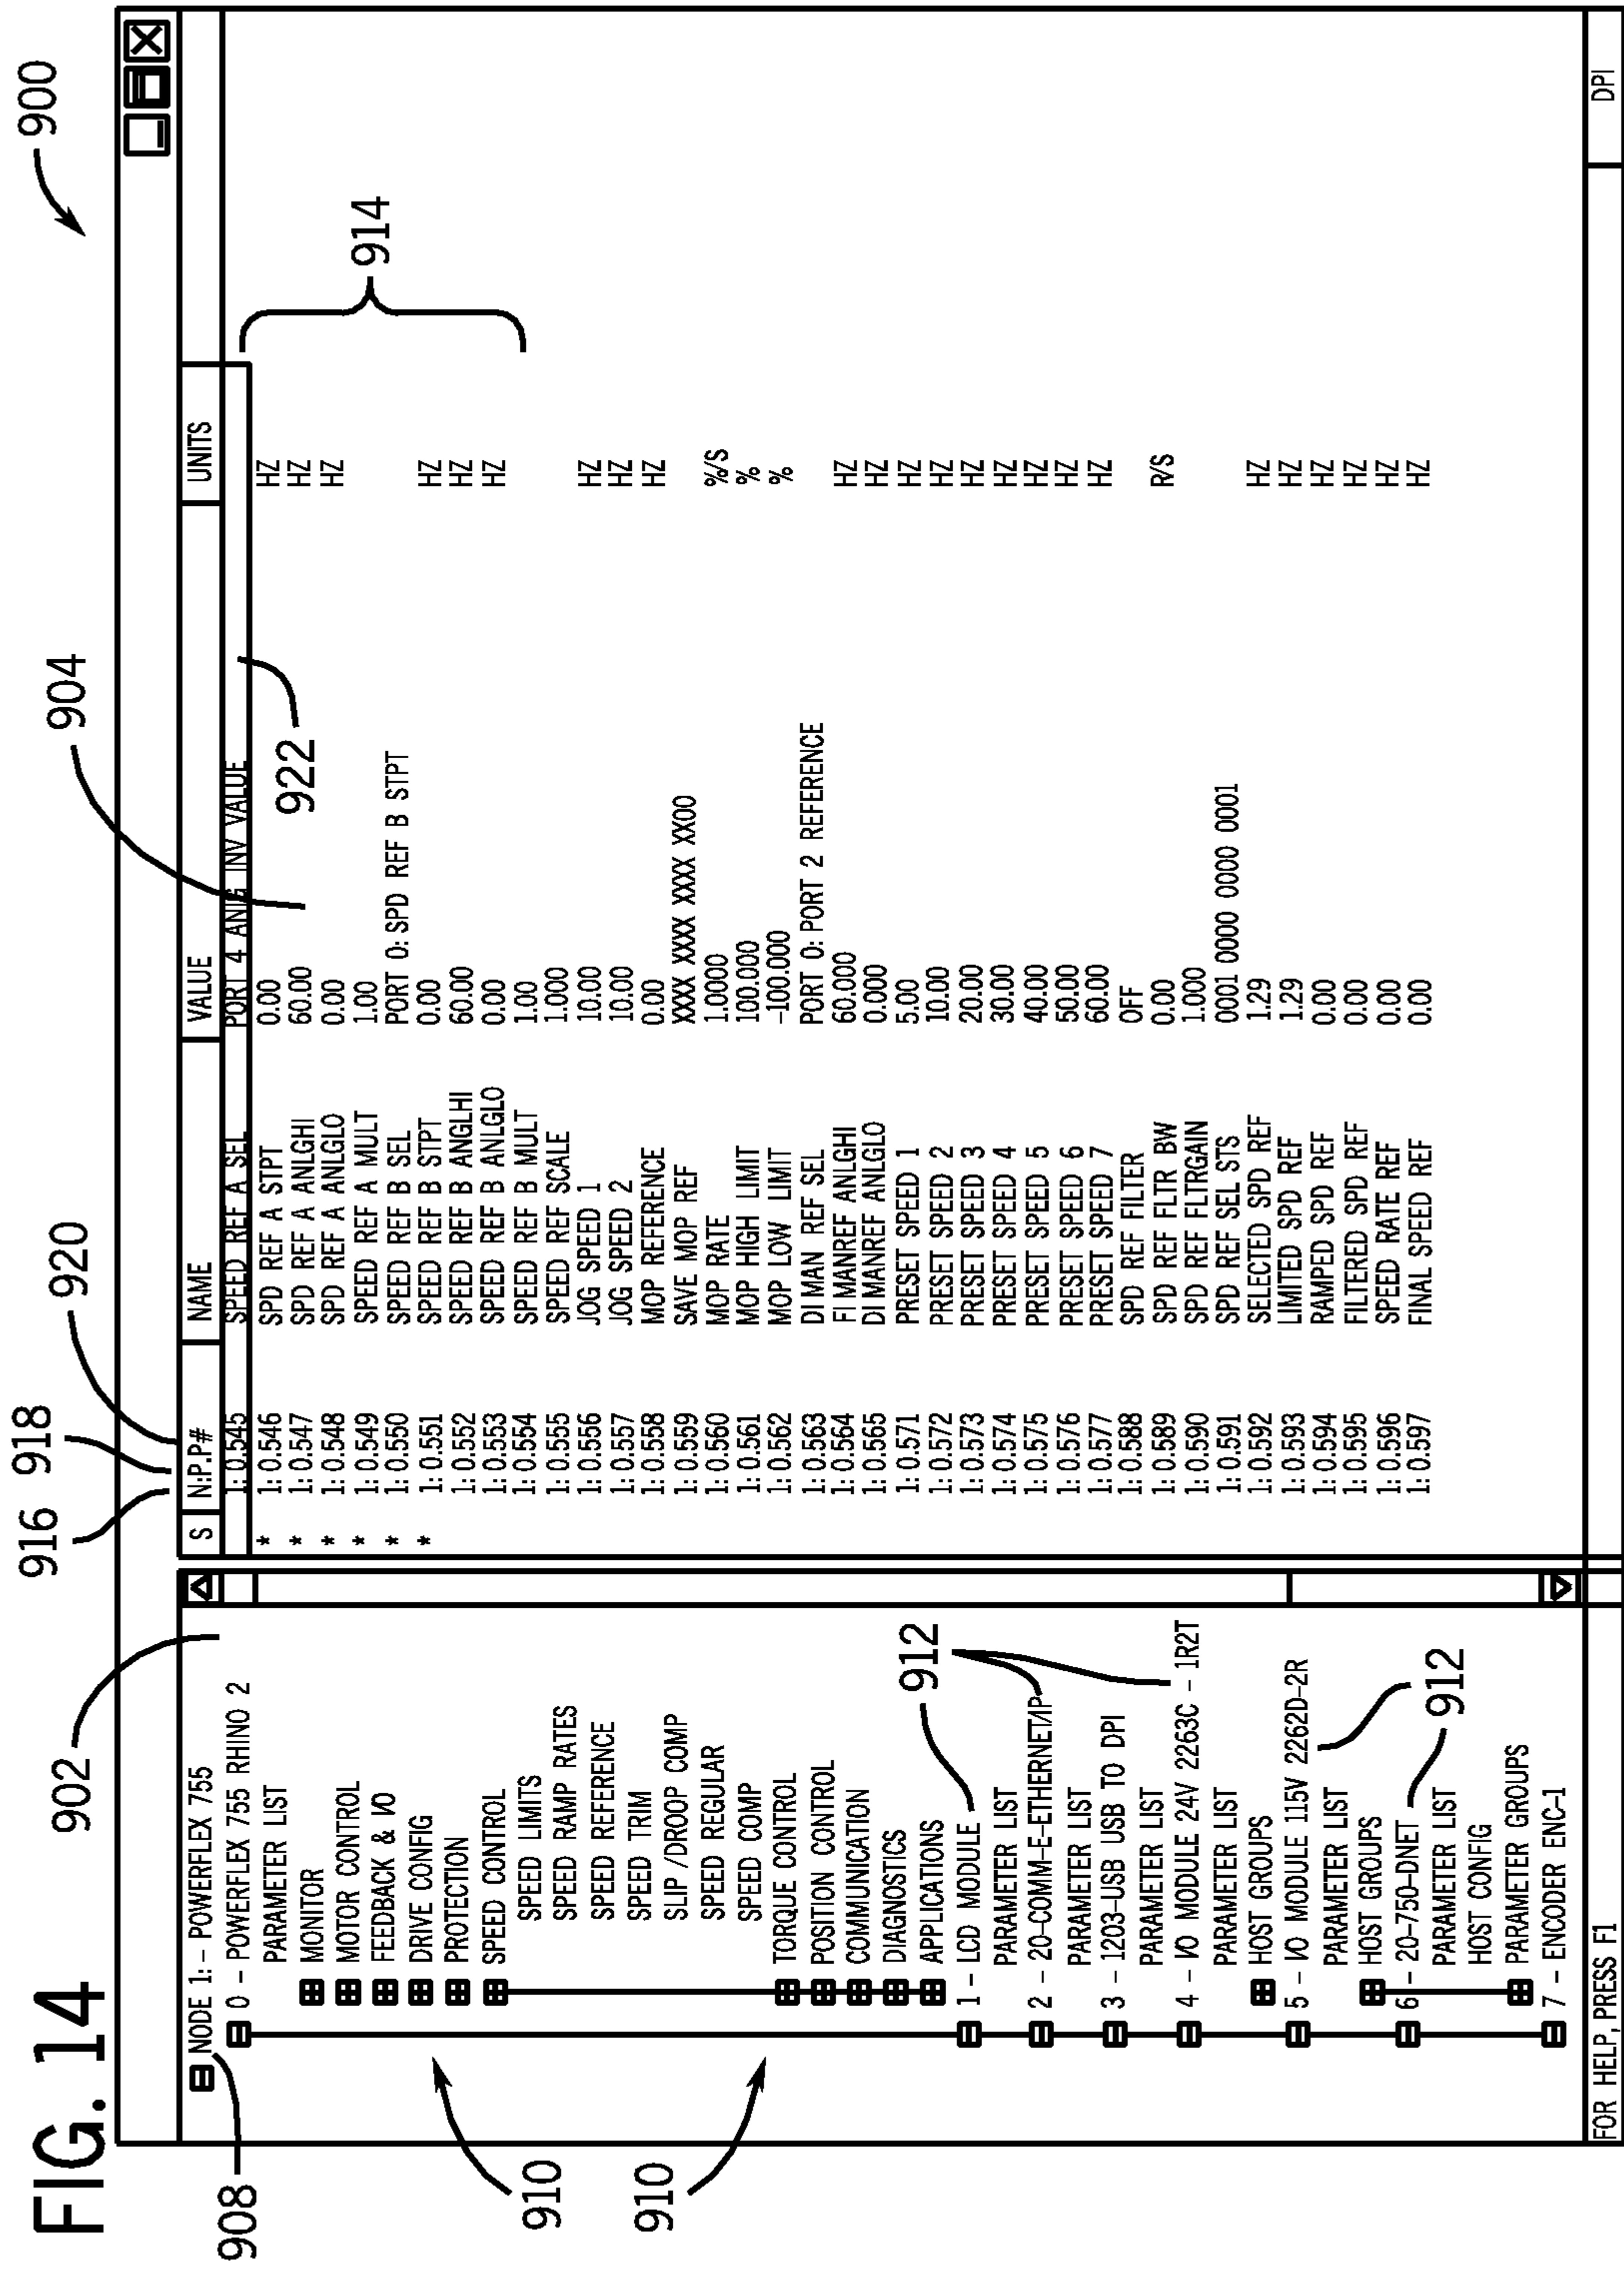 FIG. 14
900
902
904
916
918
920
908
910
910
912
912
912
914
922
NODE 1: - POWERFLEX 755
0 - POWERFLEX 755 RHINO 2
PARAMETER LIST
MONITOR
MOTOR CONTROL
FEEDBACK & I/O
DRIVE CONFIG
PROTECTION
SPEED CONTROL
SPEED LIMITS
SPEED RAMP RATES
SPEED REFERENCE
SPEED TRIM
SLIP /DROOP COMP
SPEED REGULAR
SPEED COMP
TORQUE CONTROL
POSITION CONTROL
COMMUNICATION
DIAGNOSTICS
APPLICATIONS
1 - LCD MODULE
PARAMETER LIST
2 - 20-COMM-E-ETHERNET/IP
PARAMETER LIST
3 - 1203-USB USB TO DPI
PARAMETER LIST
4 - I/O MODULE 24V 2263C - 1R2T
PARAMETER LIST
HOST GROUPS
5 - I/O MODULE 115V 2262D-2R
PARAMETER LIST
HOST GROUPS
6 - 20-750-DNET
PARAMETER LIST
HOST CONFIG
PARAMETER GROUPS
7 - ENCODER ENC-1
S N:P.P# NAME VALUE UNITS
1: 0.545 SPEED REF A SEL PORT 4 ANIG INV VALUE
* 1: 0.546 SPD REF A STPT 0.00 HZ
* 1: 0.547 SPD REF A ANLGHI 60.00 HZ
* 1: 0.548 SPD REF A ANLGLO 0.00 HZ
* 1: 0.549 SPEED REF A MULT 1.00
* 1: 0.550 SPEED REF B SEL PORT 0: SPD REF B STPT
* 1: 0.551 SPEED REF B STPT 0.00 HZ
1: 0.552 SPEED REF B ANGLHI 60.00 HZ
1: 0.553 SPEED REF B ANLGLO 0.00 HZ
1: 0.554 SPEED REF B MULT 1.00
1: 0.555 SPEED REF SCALE 1.000
1: 0.556 JOG SPEED 1 10.00 HZ
1: 0.557 JOG SPEED 2 10.00 HZ
1: 0.558 MOP REFERENCE 0.00 HZ
1: 0.559 SAVE MOP REF XXXX XXXX XXXX XX00
1: 0.560 MOP RATE 1.0000 %/S
1: 0.561 MOP HIGH LIMIT 100.000 %
1: 0.562 MOP LOW LIMIT -100.000 %
1: 0.563 DI MAN REF SEL PORT 0: PORT 2 REFERENCE
1: 0.564 FI MANREF ANLGHI 60.000 HZ
1: 0.565 DI MANREF ANLGLO 0.000 HZ
1: 0.571 PRESET SPEED 1 5.00 HZ
1: 0.572 PRESET SPEED 2 10.00 HZ
1: 0.573 PRESET SPEED 3 20.00 HZ
1: 0.574 PRESET SPEED 4 30.00 HZ
1: 0.575 PRESET SPEED 5 40.00 HZ
1: 0.576 PRESET SPEED 6 50.00 HZ
1: 0.577 PRESET SPEED 7 60.00 HZ
1: 0.588 SPD REF FILTER OFF
1: 0.589 SPD REF FLTR BW 0.00 R/S
1: 0.590 SPD REF FLTRGAIN 1.000
1: 0.591 SPD REF SEL STS 0001 0000 0000 0001
1: 0.592 SELECTED SPD REF 1.29 HZ
1: 0.593 LIMITED SPD REF 1.29 HZ
1: 0.594 RAMPED SPD REF 0.00 HZ
1: 0.595 FILTERED SPD REF 0.00 HZ
1: 0.596 SPEED RATE REF 0.00 HZ
1: 0.597 FINAL SPEED REF 0.00 HZ
FOR HELP, PRESS F1
DPI